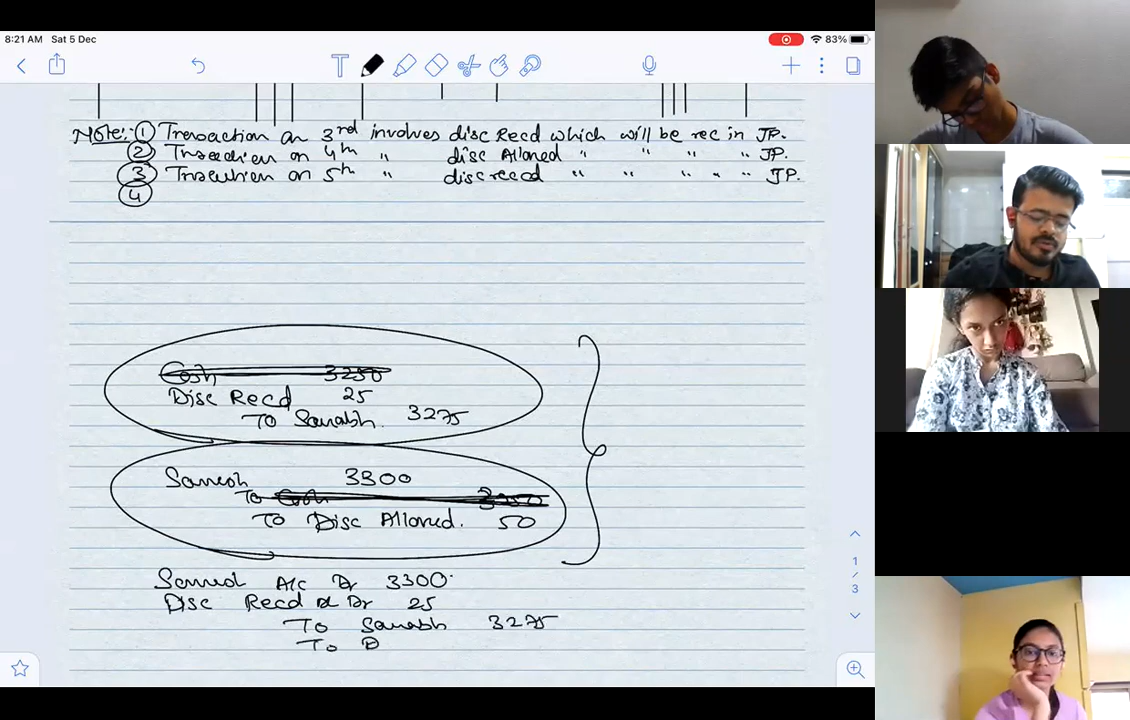 8:21 AM Sat 5 Dec
83%
T
Note:- 1 Transaction on 3rd involves disc Recd which will be rec in JP.
2 Transaction on 4th " disc Allowed " " " " JP.
3 Transaction on 5th " disc recd " " " " " JP.
4
Cash 3250
Disc Recd 25
To Saurabh. 3275
3300
To Cash
To Disc Allowed. 50
A/c Dr 3300
Disc Recd Dr 25
To Saurabh 3275
To D
1
/
3